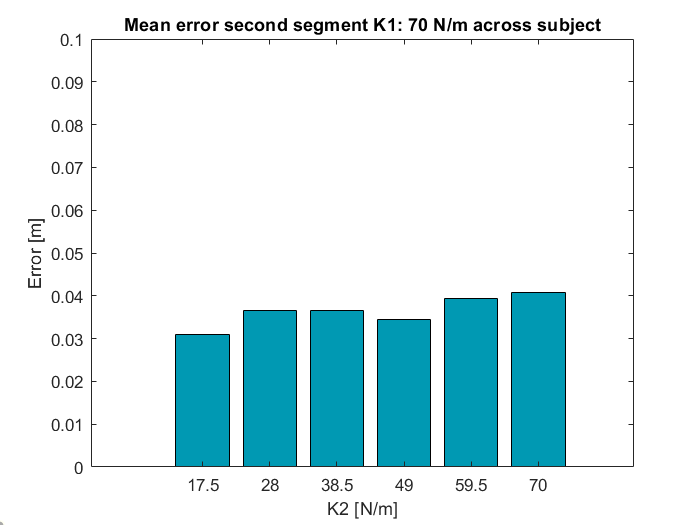 Mean error second segment K1: 70 N/m across subject
0.1
0.09
0.08
0.07
0.06
0.05
0.04
0.03
0.02
0.01
0
Error [m]
17.5 28 38.5 49 59.5 70
K2 [N/m]